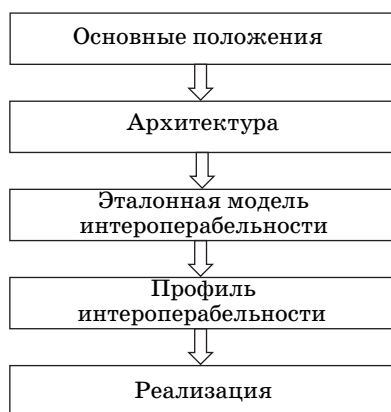 Основные положения
Архитектура
Эталонная модель
интероперабельности
Профиль
интероперабельности
Реализация